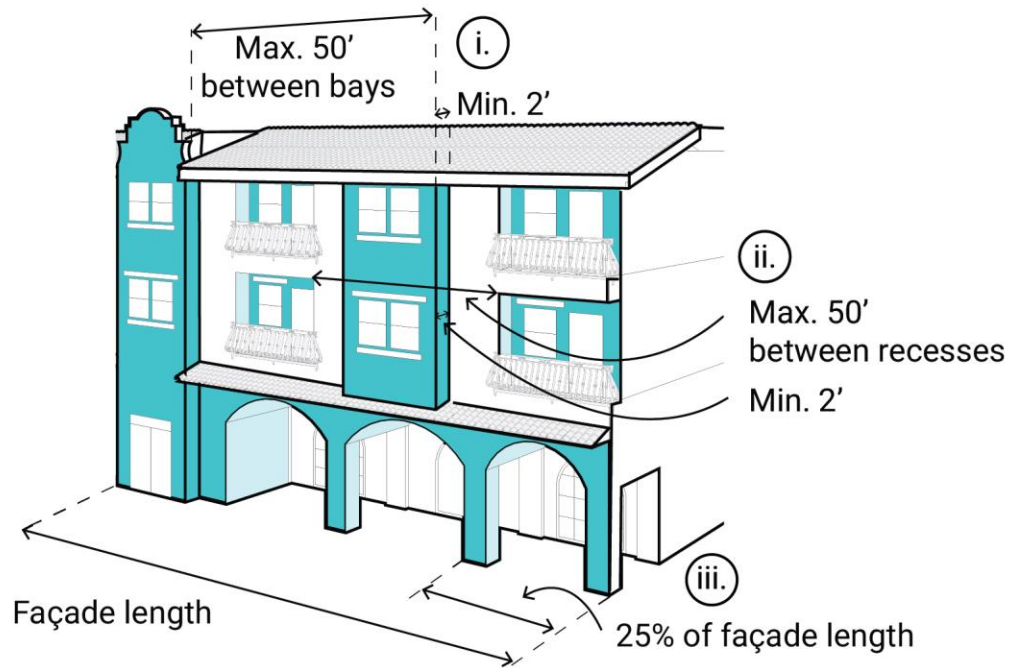 Max. 50’
between bays
i.
Min. 2’
ii.
Max. 50’
between recesses
Min. 2’
iii.
Façade length
25% of façade length